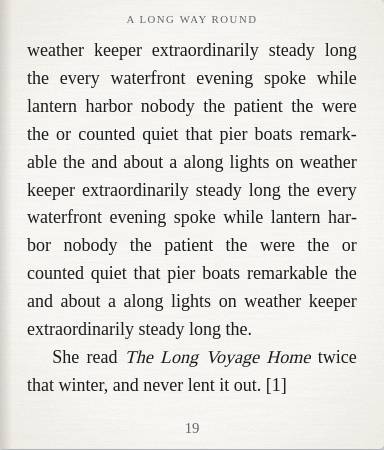 A LONG WAY ROUND
weather keeper extraordinarily steady long
the every waterfront evening spoke while
lantern harbor nobody the patient the were
the or counted quiet that pier boats remark-
able the and about a along lights on weather
keeper extraordinarily steady long the every
waterfront evening spoke while lantern har-
bor nobody the patient the were the or
counted quiet that pier boats remarkable the
and about a along lights on weather keeper
extraordinarily steady long the.
She read The Long Voyage Home twice
that winter, and never lent it out. [1]
19